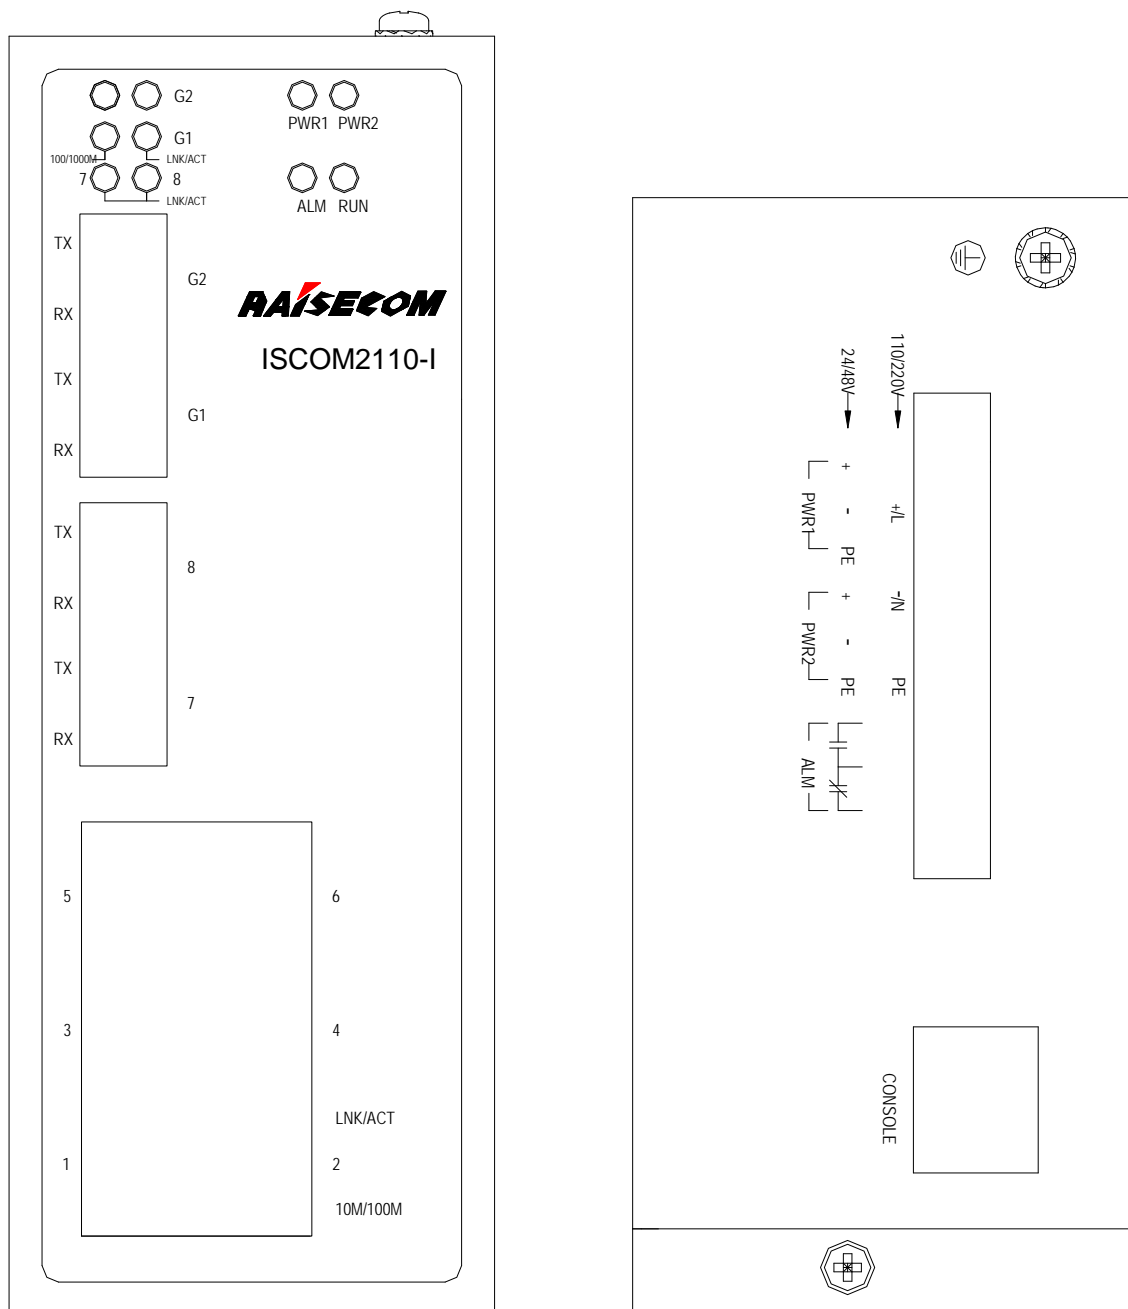 G2
PWR1 PWR2
G1
100/1000M
LNK/ACT
7
8
LNK/ACT
ALM RUN
TX
G2
RX
RAISECOM
ISCOM2110-I
TX
G1
RX
TX
8
RX
TX
7
RX
5
6
3
4
LNK/ACT
1
2
10M/100M
110/220V
+/L
-/N
PE
24/48V
+
-
PE
+
-
PE
PWR1
PWR2
ALM
CONSOLE